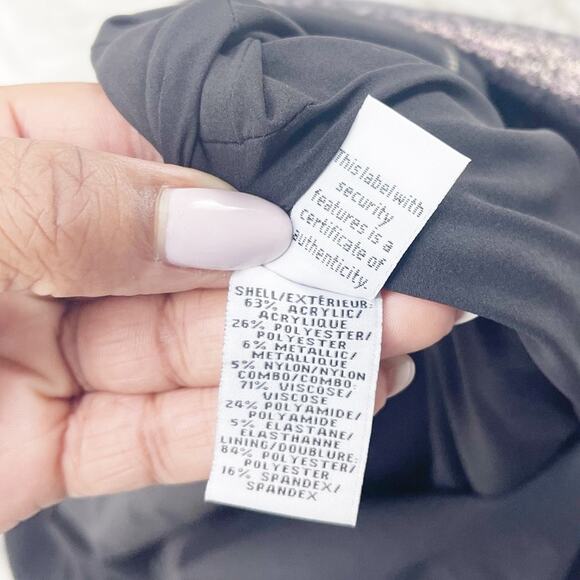 This label with
security
features is a
certificate of
authenticity.
SHELL/EXTÉRIEUR:
63% ACRYLIC/
ACRYLIQUE
26% POLYESTER/
POLYESTER
6% METALLIC/
METALLIQUE
5% NYLON/NYLON
COMBO/COMBO:
71% VISCOSE/
VISCOSE
24% POLYAMIDE/
POLYAMIDE
5% ELASTANE/
ELASTHANNE
LINING/DOUBLURE:
84% POLYESTER/
POLYESTER
16% SPANDEX/
SPANDEX